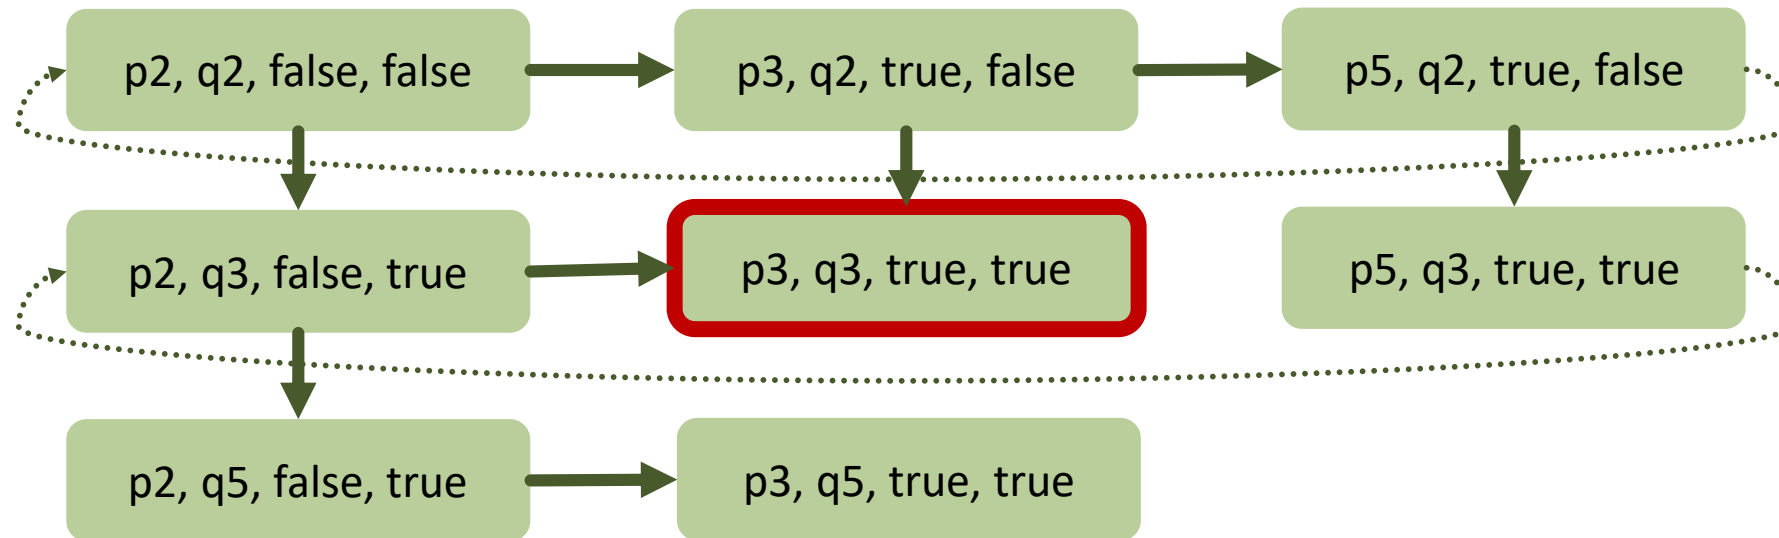 p2, q2, false, false
p3, q2, true, false
p5, q2, true, false
p2, q3, false, true
p3, q3, true, true
p5, q3, true, true
p2, q5, false, true
p3, q5, true, true